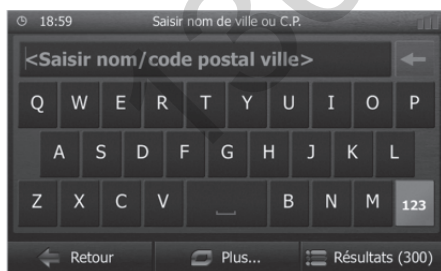 18:59 Saisir nom de ville ou C.P.
<Saisir nom/code postal ville>
Q W E R T Y U I O P
A S D F G H J K L
Z X C V B N M 123
Retour Plus... Résultats (300)